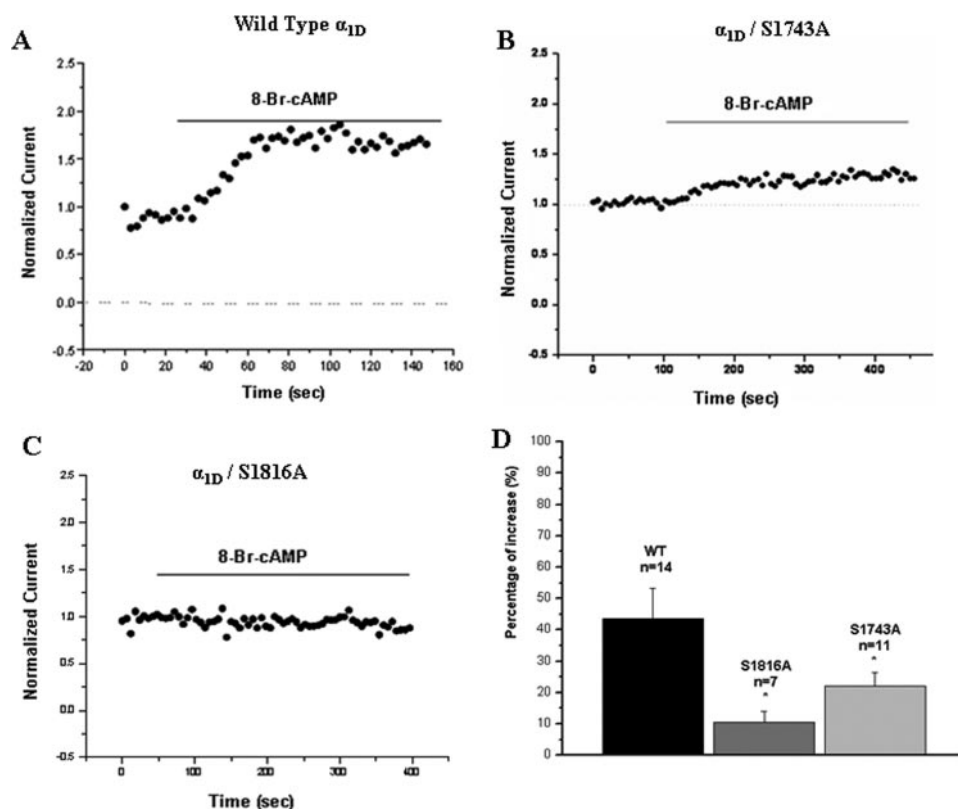 A
Wild Type α1D
8-Br-cAMP
2.5
2.0
1.5
1.0
0.5
0.0
-0.5
Normalized Current
-20 0 20 40 60 80 100 120 140 160
Time (sec)
B
α1D / S1743A
8-Br-cAMP
2.5
2.0
1.5
1.0
0.5
0.0
-0.5
Normalized Current
0 100 200 300 400
Time (sec)
C
α1D / S1816A
8-Br-cAMP
2.5
2.0
1.5
1.0
0.5
0.0
-0.5
Normalized Current
0 100 200 300 400
Time (sec)
D
100
90
80
70
60
50
40
30
20
10
0
Percentage of increase (%)
WT
n=14
S1816A
n=7
*
S1743A
n=11
*